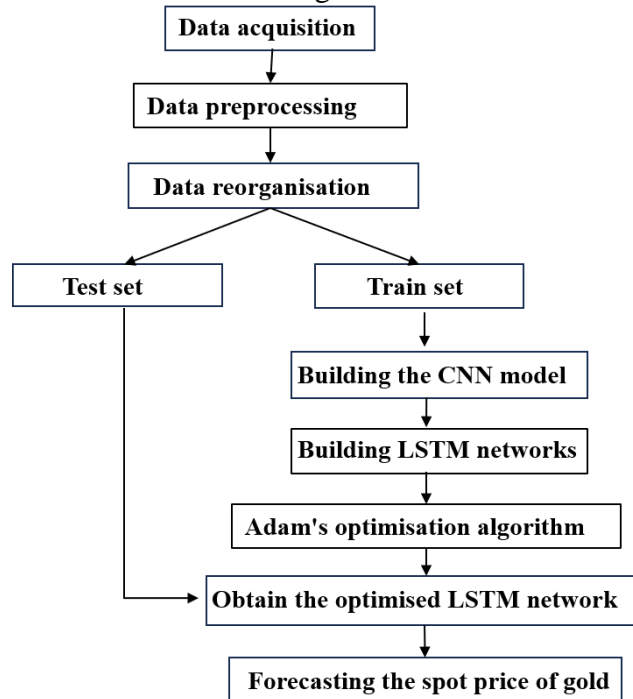 Data acquisition
Data preprocessing
Data reorganisation
Test set
Train set
Building the CNN model
Building LSTM networks
Adam's optimisation algorithm
Obtain the optimised LSTM network
Forecasting the spot price of gold